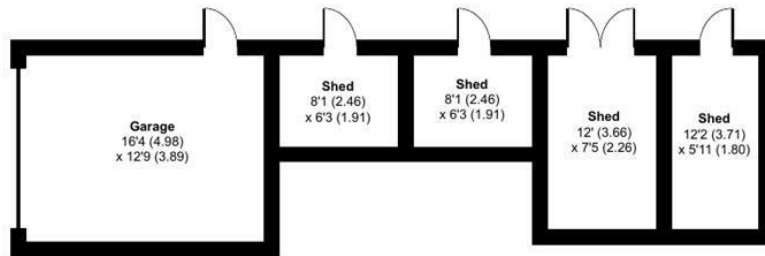 Garage
16'4 (4.98)
x 12'9 (3.89)
Shed
8'1 (2.46)
x 6'3 (1.91)
Shed
8'1 (2.46)
x 6'3 (1.91)
Shed
12' (3.66)
x 7'5 (2.26)
Shed
12'2 (3.71)
x 5'11 (1.80)